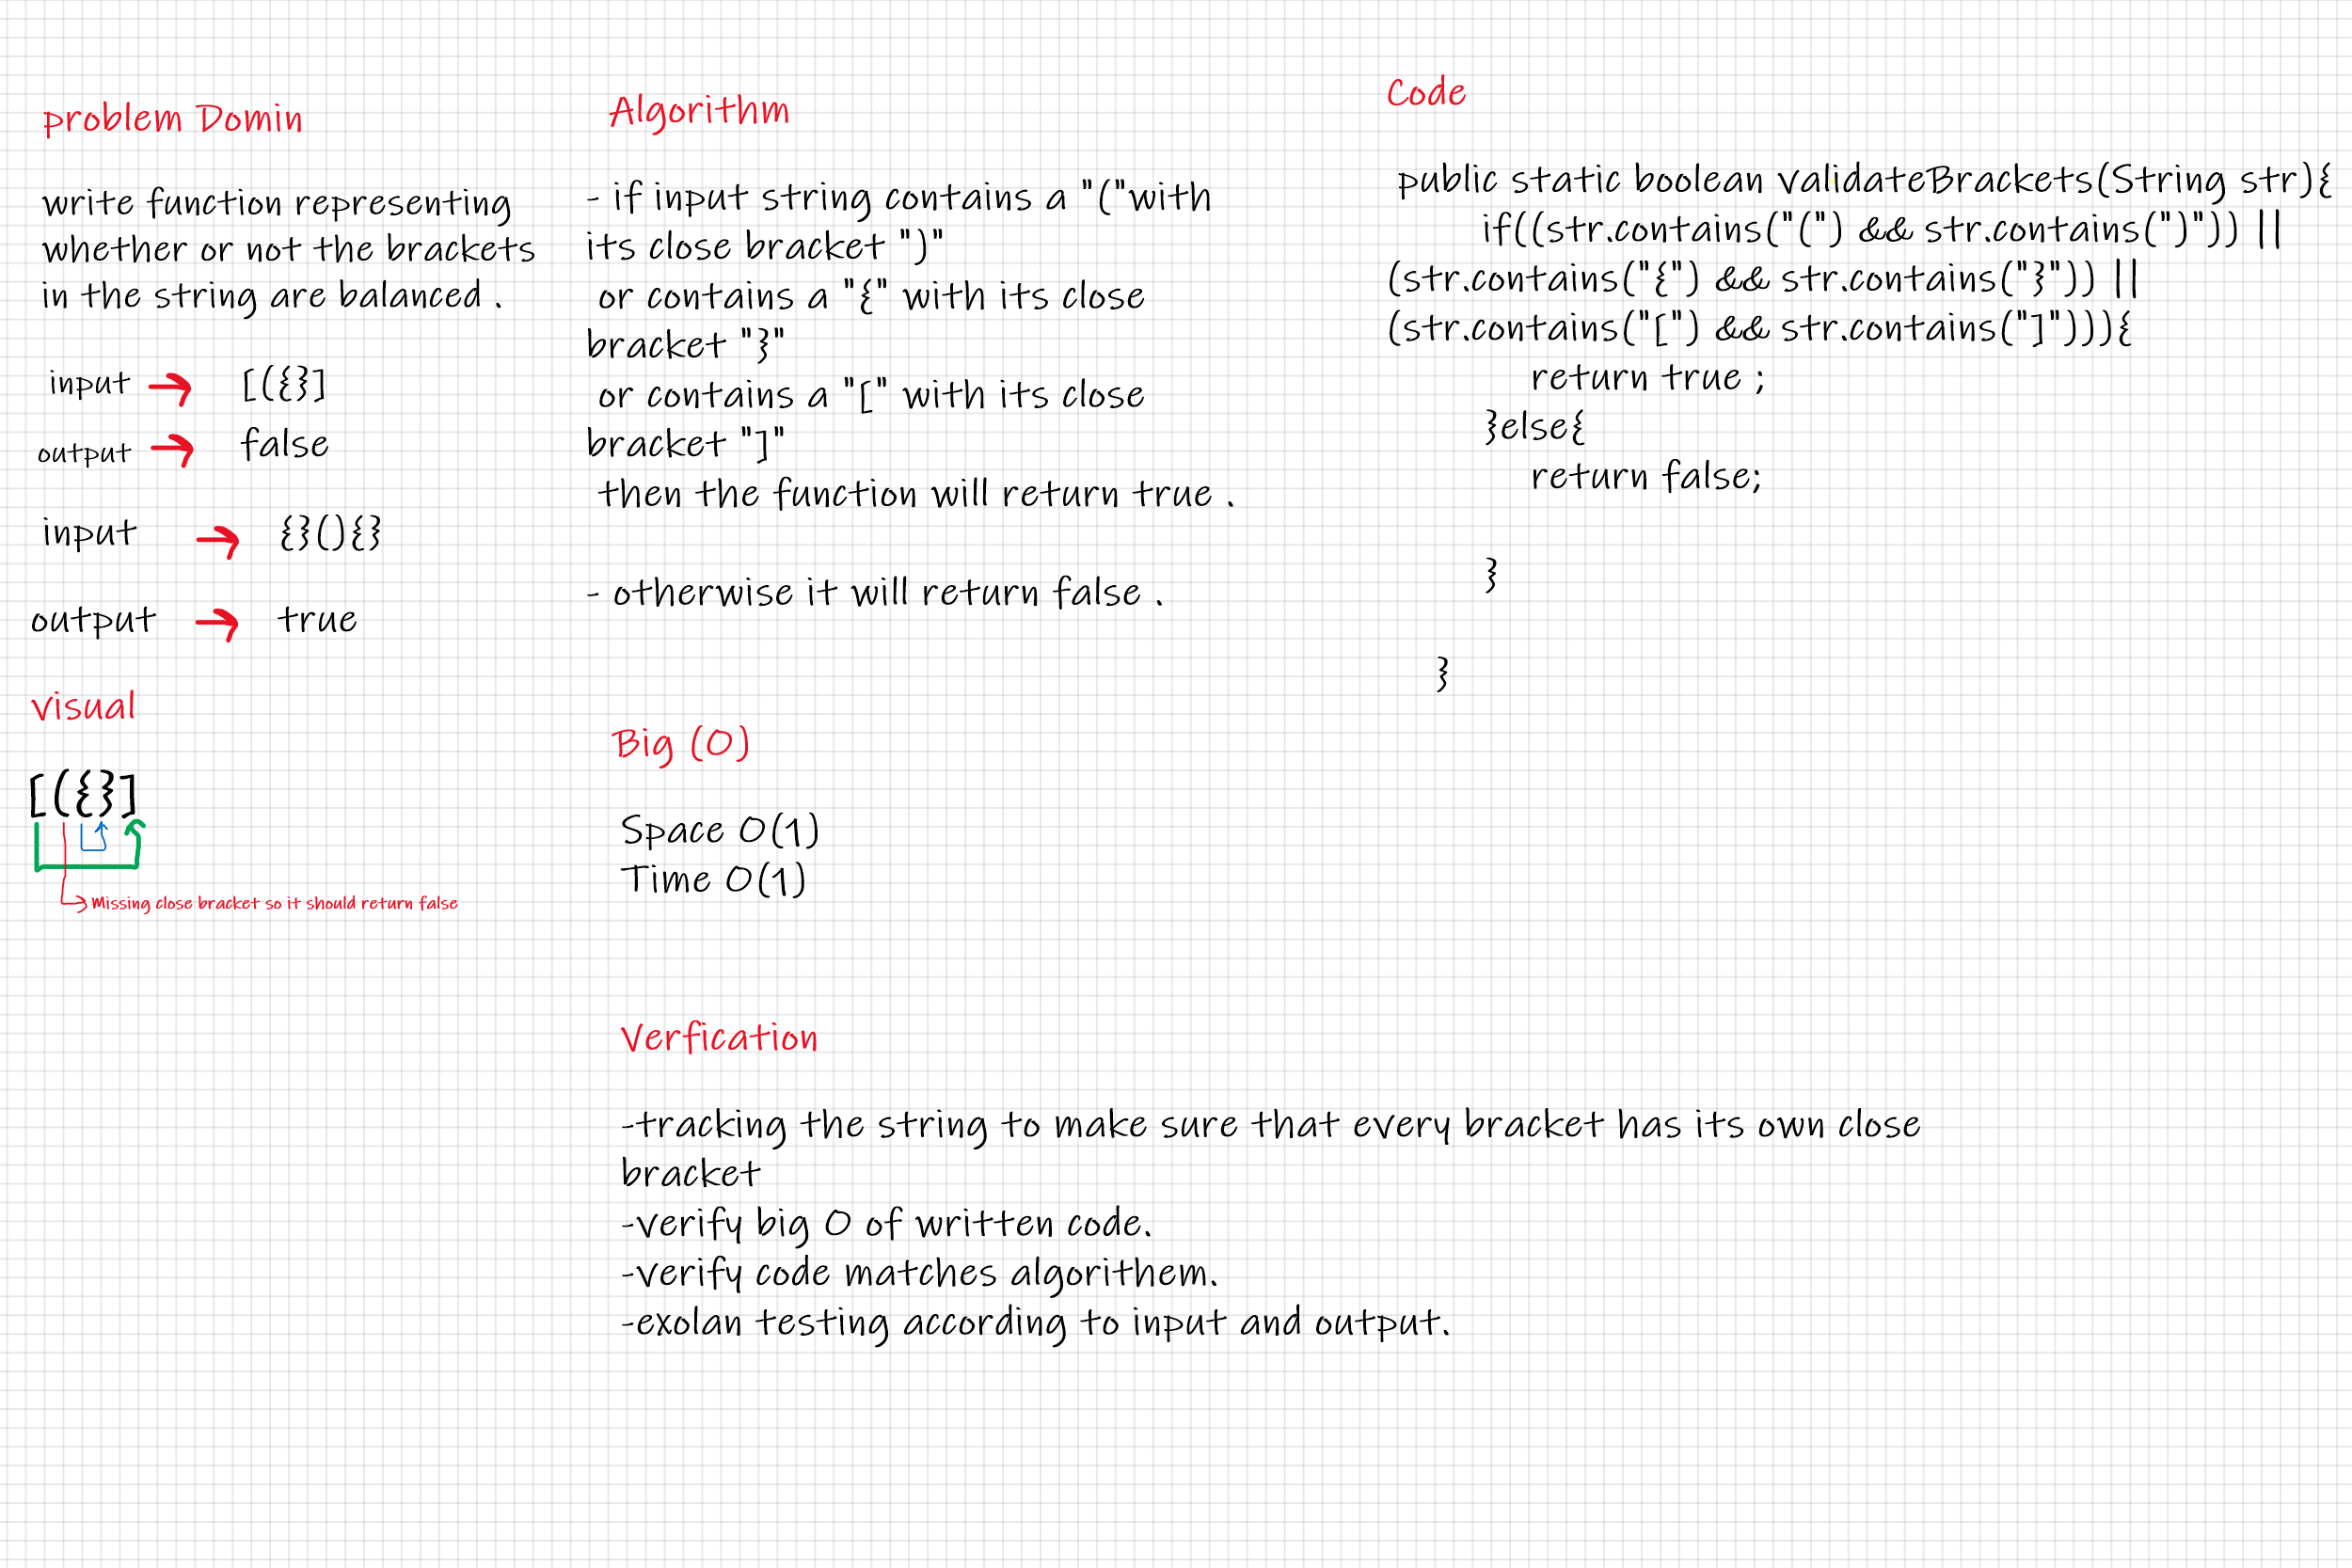 problem Domin
write function representing
whether or not the brackets
in the string are balanced .
input → [({}]
output → false
input → {}(){}
output → true
visual
[({}]
Missing close bracket so it should return false
Algorithm
- if input string contains a "("with
its close bracket ")"
or contains a "{" with its close
bracket "}"
or contains a "[" with its close
bracket "]"
then the function will return true .
- otherwise it will return false .
Big (O)
Space O(1)
Time O(1)
Verfication
-tracking the string to make sure that every bracket has its own close
bracket
-verify big O of written code.
-verify code matches algorithem.
-exolan testing according to input and output.
Code
public static boolean validateBrackets(String str){
if((str.contains("(") && str.contains(")")) ||
(str.contains("{") && str.contains("}")) ||
(str.contains("[") && str.contains("]"))){
return true ;
}else{
return false;
}
}